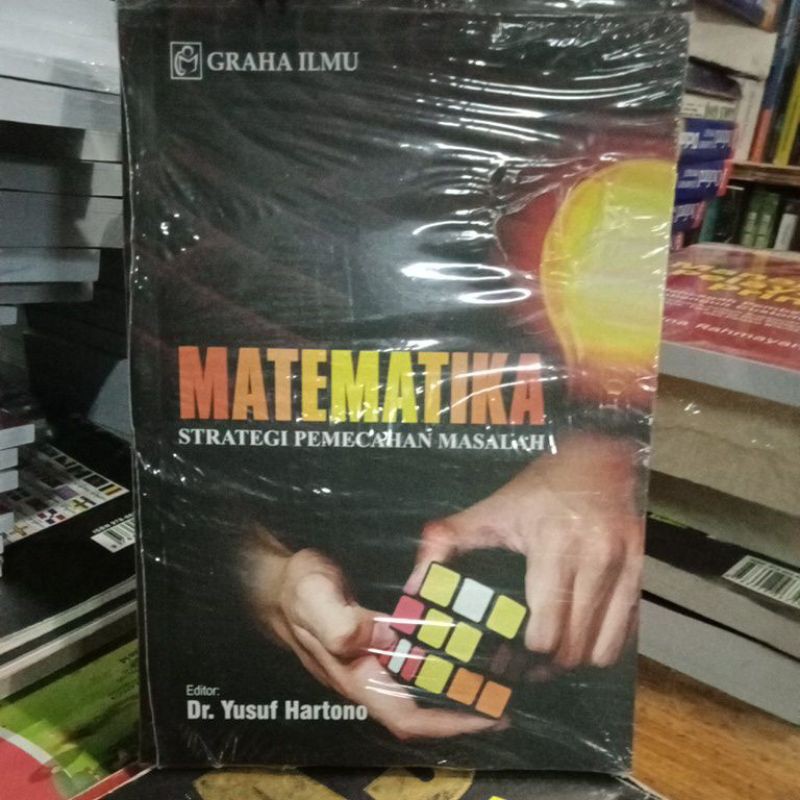 GRAHA ILMU
MATEMATIKA
STRATEGI PEMECAHAN MASALAH
Editor:
Dr. Yusuf Hartono